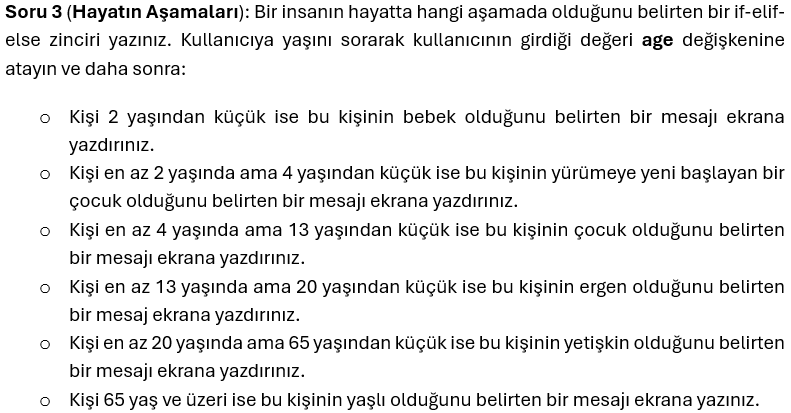 Soru 3 (Hayatın Aşamaları): Bir insanın hayatta hangi aşamada olduğunu belirten bir if-elif-
else zinciri yazınız. Kullanıcıya yaşını sorarak kullanıcının girdiği değeri age değişkenine
atayın ve daha sonra:
o Kişi 2 yaşından küçük ise bu kişinin bebek olduğunu belirten bir mesajı ekrana
yazdırınız.
o Kişi en az 2 yaşında ama 4 yaşından küçük ise bu kişinin yürümeye yeni başlayan bir
çocuk olduğunu belirten bir mesajı ekrana yazdırınız.
o Kişi en az 4 yaşında ama 13 yaşından küçük ise bu kişinin çocuk olduğunu belirten
bir mesajı ekrana yazdırınız.
o Kişi en az 13 yaşında ama 20 yaşından küçük ise bu kişinin ergen olduğunu belirten
bir mesaj ekrana yazdırınız.
o Kişi en az 20 yaşında ama 65 yaşından küçük ise bu kişinin yetişkin olduğunu belirten
bir mesajı ekrana yazdırınız.
o Kişi 65 yaş ve üzeri ise bu kişinin yaşlı olduğunu belirten bir mesajı ekrana yazınız.